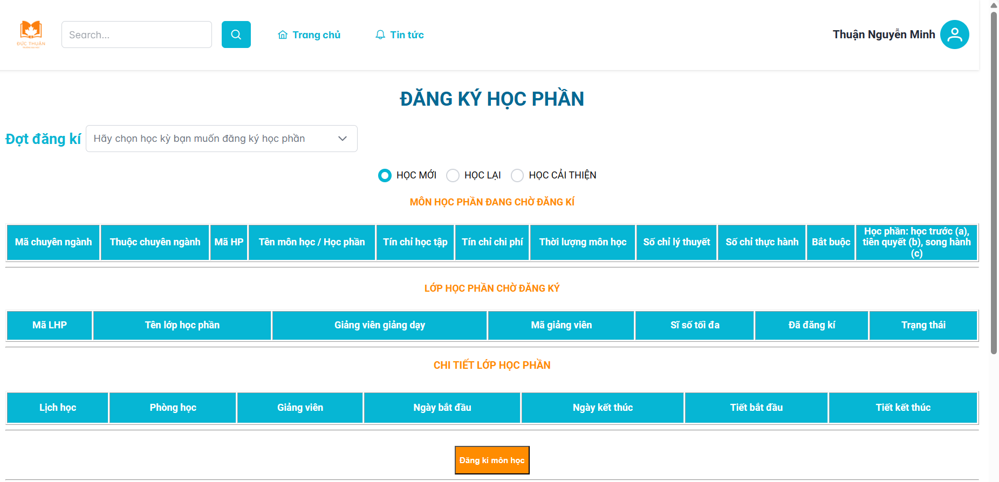 ĐỨC THUẬN
Search...
Trang chủ
Tin tức
Thuận Nguyễn Minh
ĐĂNG KÝ HỌC PHẦN
Đợt đăng kí
Hãy chọn học kỳ bạn muốn đăng ký học phần
HỌC MỚI
HỌC LẠI
HỌC CẢI THIỆN
MÔN HỌC PHẦN ĐANG CHỜ ĐĂNG KÍ
Mã chuyên ngành
Thuộc chuyên ngành
Mã HP
Tên môn học / Học phần
Tín chỉ học tập
Tín chỉ chi phí
Thời lượng môn học
Số chỉ lý thuyết
Số chỉ thực hành
Bắt buộc
Học phần: học trước (a),
tiên quyết (b), song hành
(c)
LỚP HỌC PHẦN CHỜ ĐĂNG KÝ
Mã LHP
Tên lớp học phần
Giảng viên giảng dạy
Mã giảng viên
Sĩ số tối đa
Đã đăng kí
Trạng thái
CHI TIẾT LỚP HỌC PHẦN
Lịch học
Phòng học
Giảng viên
Ngày bắt đầu
Ngày kết thúc
Tiết bắt đầu
Tiết kết thúc
Đăng kí môn học